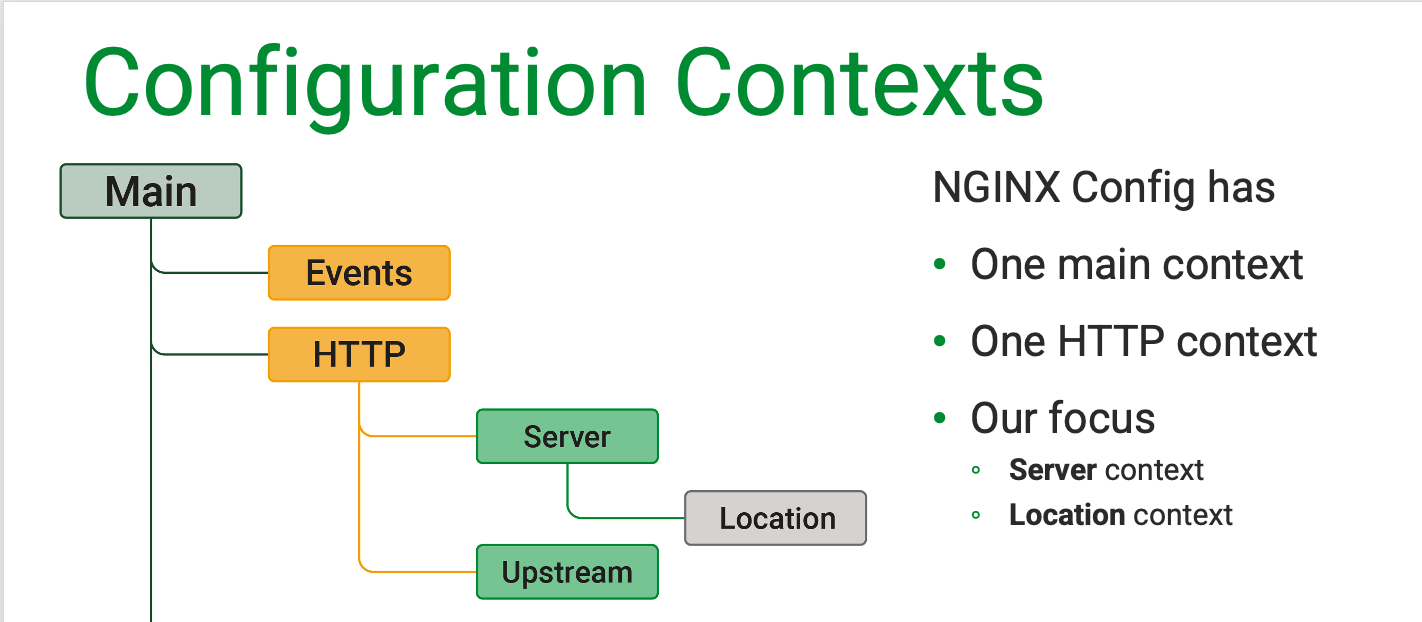 Configuration Contexts
Main
Events
HTTP
Server
Location
Upstream
NGINX Config has
• One main context
• One HTTP context
• Our focus
◦ Server context
◦ Location context